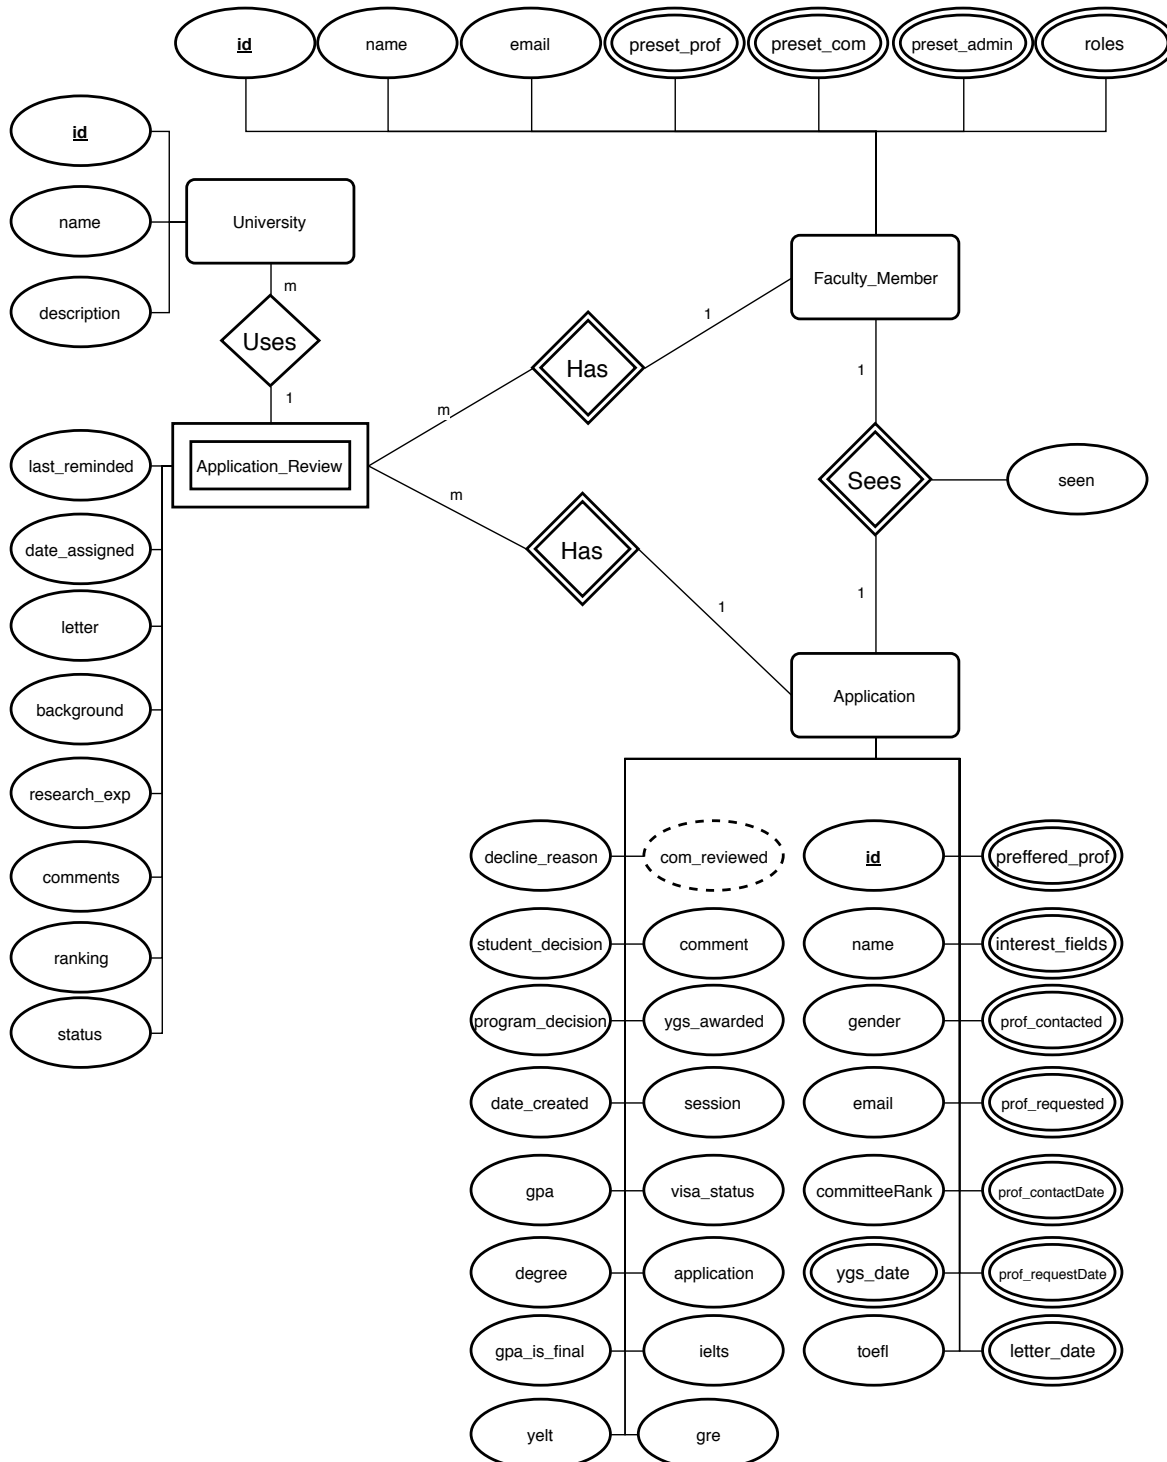 id
name
email
preset_prof
preset_com
preset_admin
roles
id
name
University
description
Faculty_Member
m
Uses
1
1
Has
m
1
last_reminded
Application_Review
Sees
seen
m
date_assigned
Has
1
1
letter
Application
background
research_exp
comments
ranking
status
decline_reason
com_reviewed
id
preffered_prof
student_decision
comment
name
interest_fields
program_decision
ygs_awarded
gender
prof_contacted
date_created
session
email
prof_requested
gpa
visa_status
committeeRank
prof_contactDate
degree
application
ygs_date
prof_requestDate
gpa_is_final
ielts
toefl
letter_date
yelt
gre